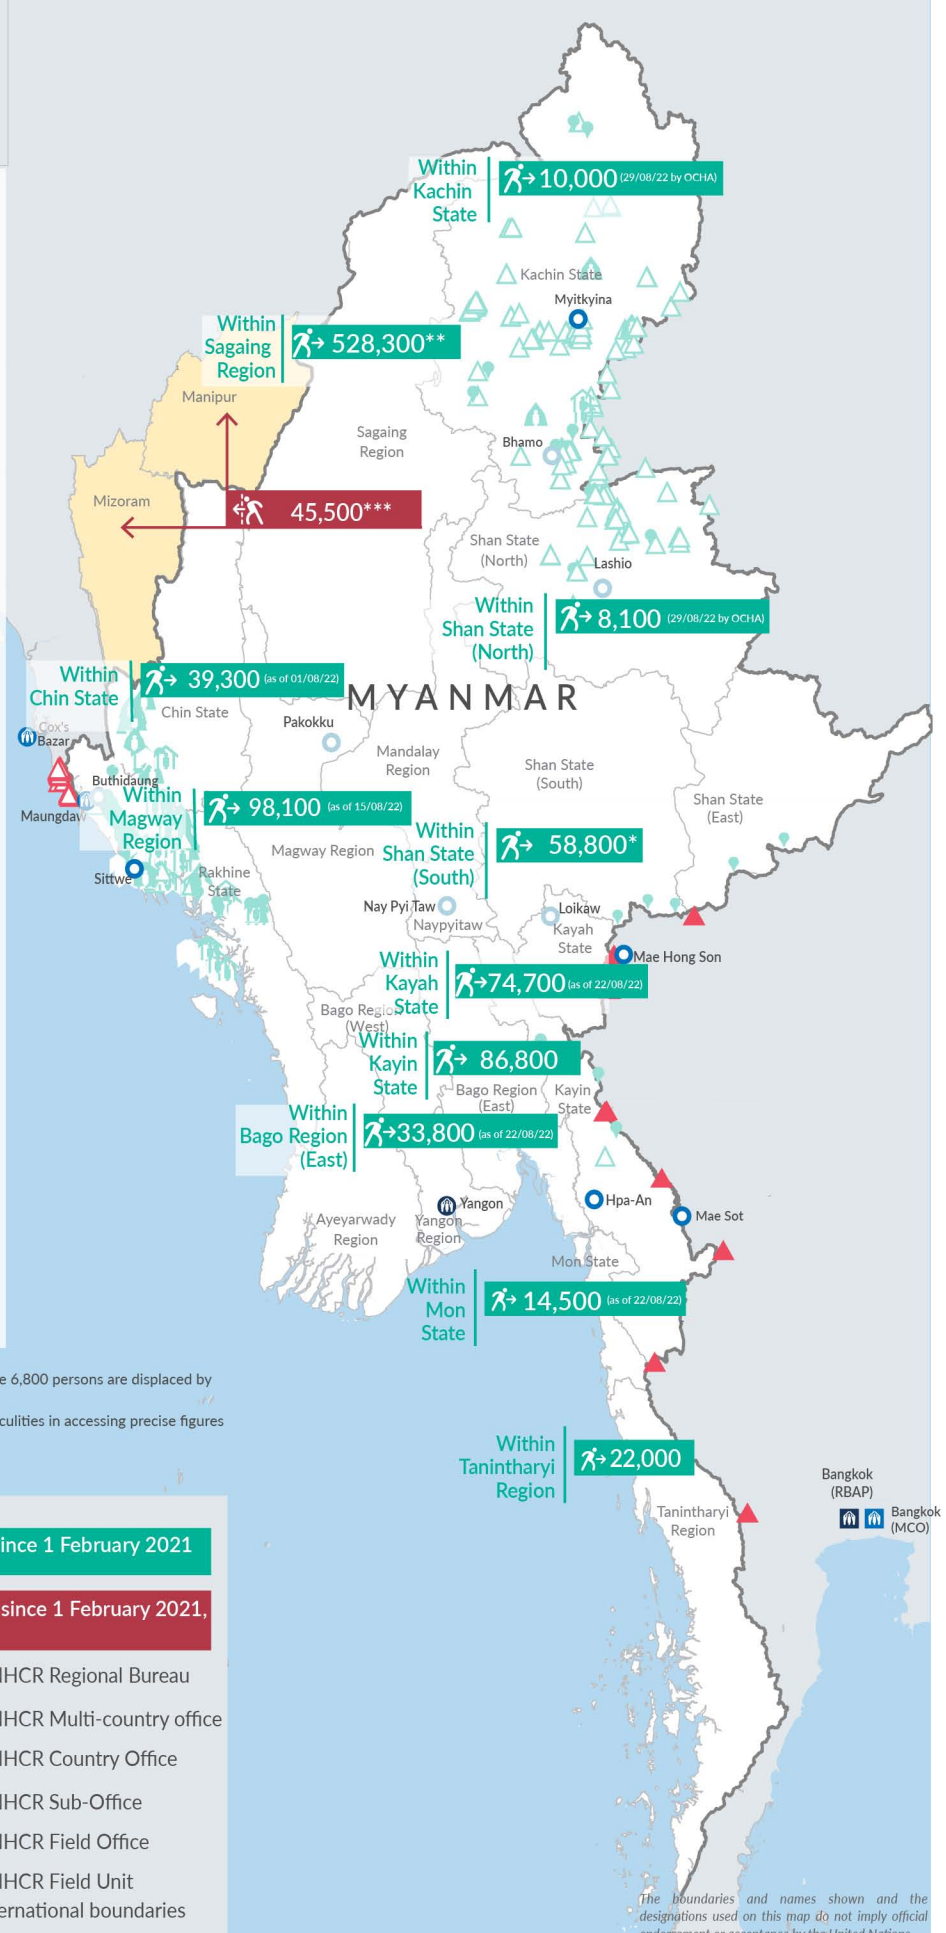 Within
Kachin
State
10,000 (29/08/22 by OCHA)
Kachin State
Myitkyina
Within
Sagaing
Region
528,300**
Manipur
Sagaing
Region
Bhamo
Mizoram
45,500***
Shan State
(North)
Lashio
Within
Shan State
(North)
8,100 (29/08/22 by OCHA)
Within
Chin State
39,300 (as of 01/08/22)
MYANMAR
Chin State
Pakokku
Cox's
Bazar
Mandalay
Region
Shan State
(South)
Buthidaung
Maungdaw
Within
Magway
Region
98,100 (as of 15/08/22)
Shan State
(East)
Within
Shan State
(South)
58,800*
Magway Region
Sittwe
Rakhine
State
Nay Pyi Taw
Naypyitaw
Loikaw
Kayah
State
Mae Hong Son
Within
Kayah
State
74,700 (as of 22/08/22)
Bago Region
(West)
Within
Kayin
State
86,800
Bago Region
(East)
Kayin
State
Within
Bago Region
(East)
33,800 (as of 22/08/22)
Yangon
Hpa-An
Mae Sot
Ayeyarwady
Region
Yangon
Region
Mon State
Within
Mon
State
14,500 (as of 22/08/22)
e 6,800 persons are displaced by
culities in accessing precise figures
Within
Tanintharyi
Region
22,000
Tanintharyi
Region
Bangkok
(RBAP)
Bangkok
(MCO)
ince 1 February 2021
since 1 February 2021,
HCR Regional Bureau
HCR Multi-country office
HCR Country Office
HCR Sub-Office
HCR Field Office
HCR Field Unit
ernational boundaries
The boundaries and names shown and the
designations used on this map do not imply official